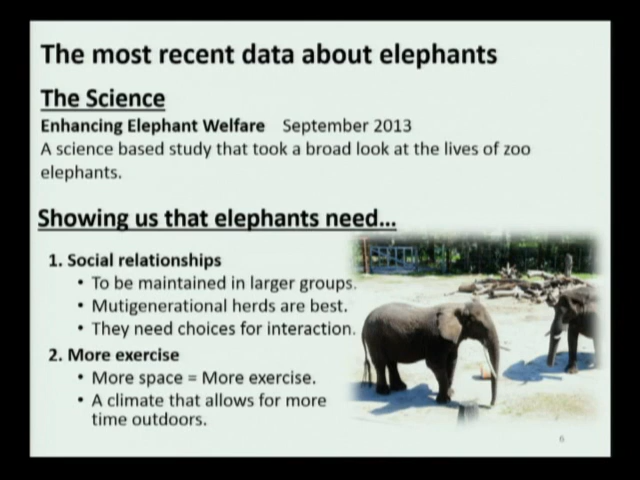 The most recent data about elephants
The Science
Enhancing Elephant Welfare September 2013
A science based study that took a broad look at the lives of zoo
elephants.
Showing us that elephants need...
1. Social relationships
• To be maintained in larger groups.
• Mutigenerational herds are best.
• They need choices for interaction.
2. More exercise
• More space = More exercise.
• A climate that allows for more
time outdoors.
6